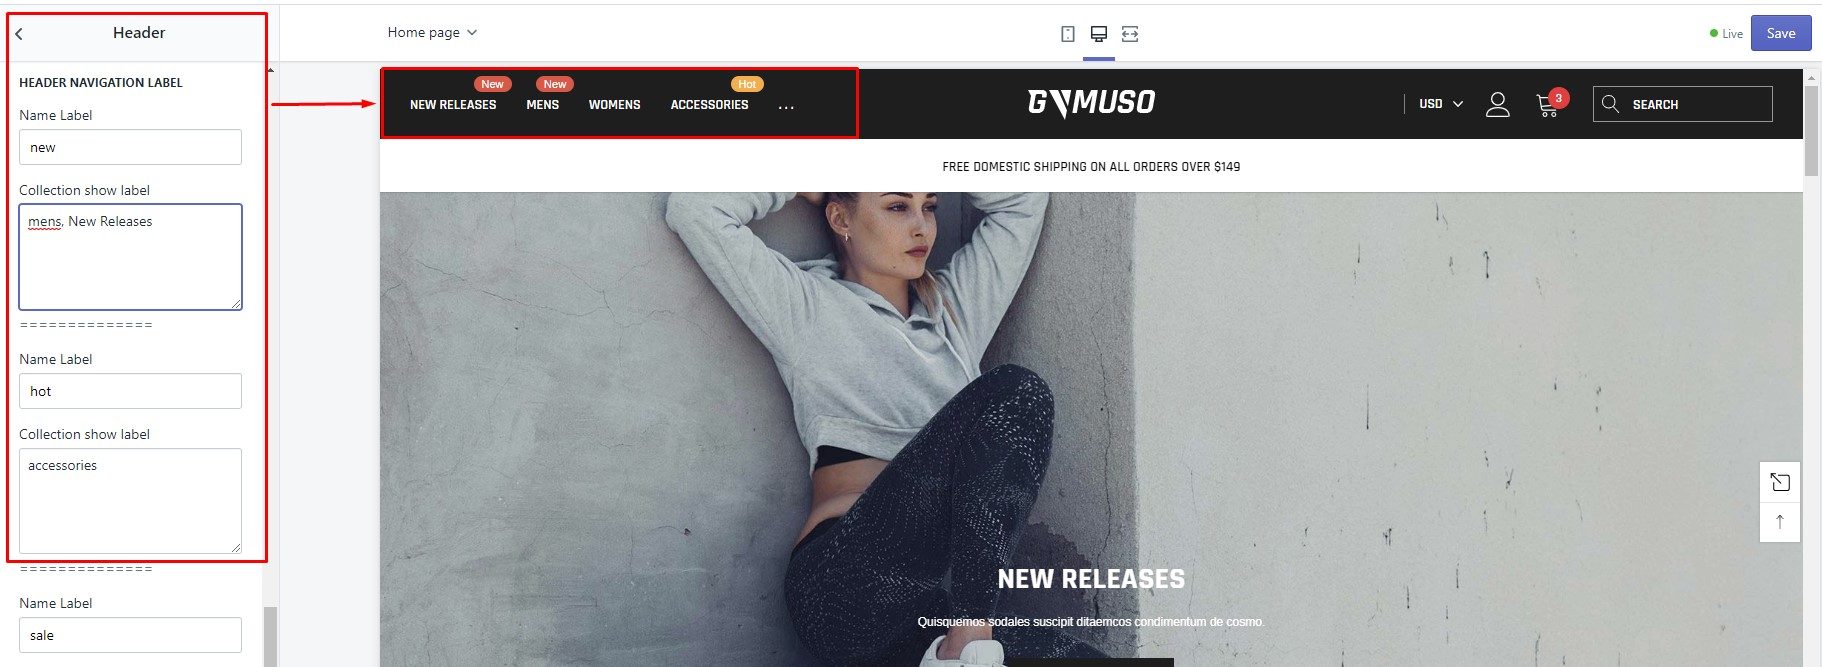 Header
HEADER NAVIGATION LABEL
Name Label
new
Collection show label
mens, New Releases
==============
Name Label
hot
Collection show label
accessories
==============
Name Label
sale
Home page
Live
Save
New
New
Hot
NEW RELEASES MENS WOMENS ACCESSORIES ...
GYMUSO
USD
3
SEARCH
FREE DOMESTIC SHIPPING ON ALL ORDERS OVER $149
NEW RELEASES
Quisquemos sodales suscipit ditaemcos condimentum de cosmo.